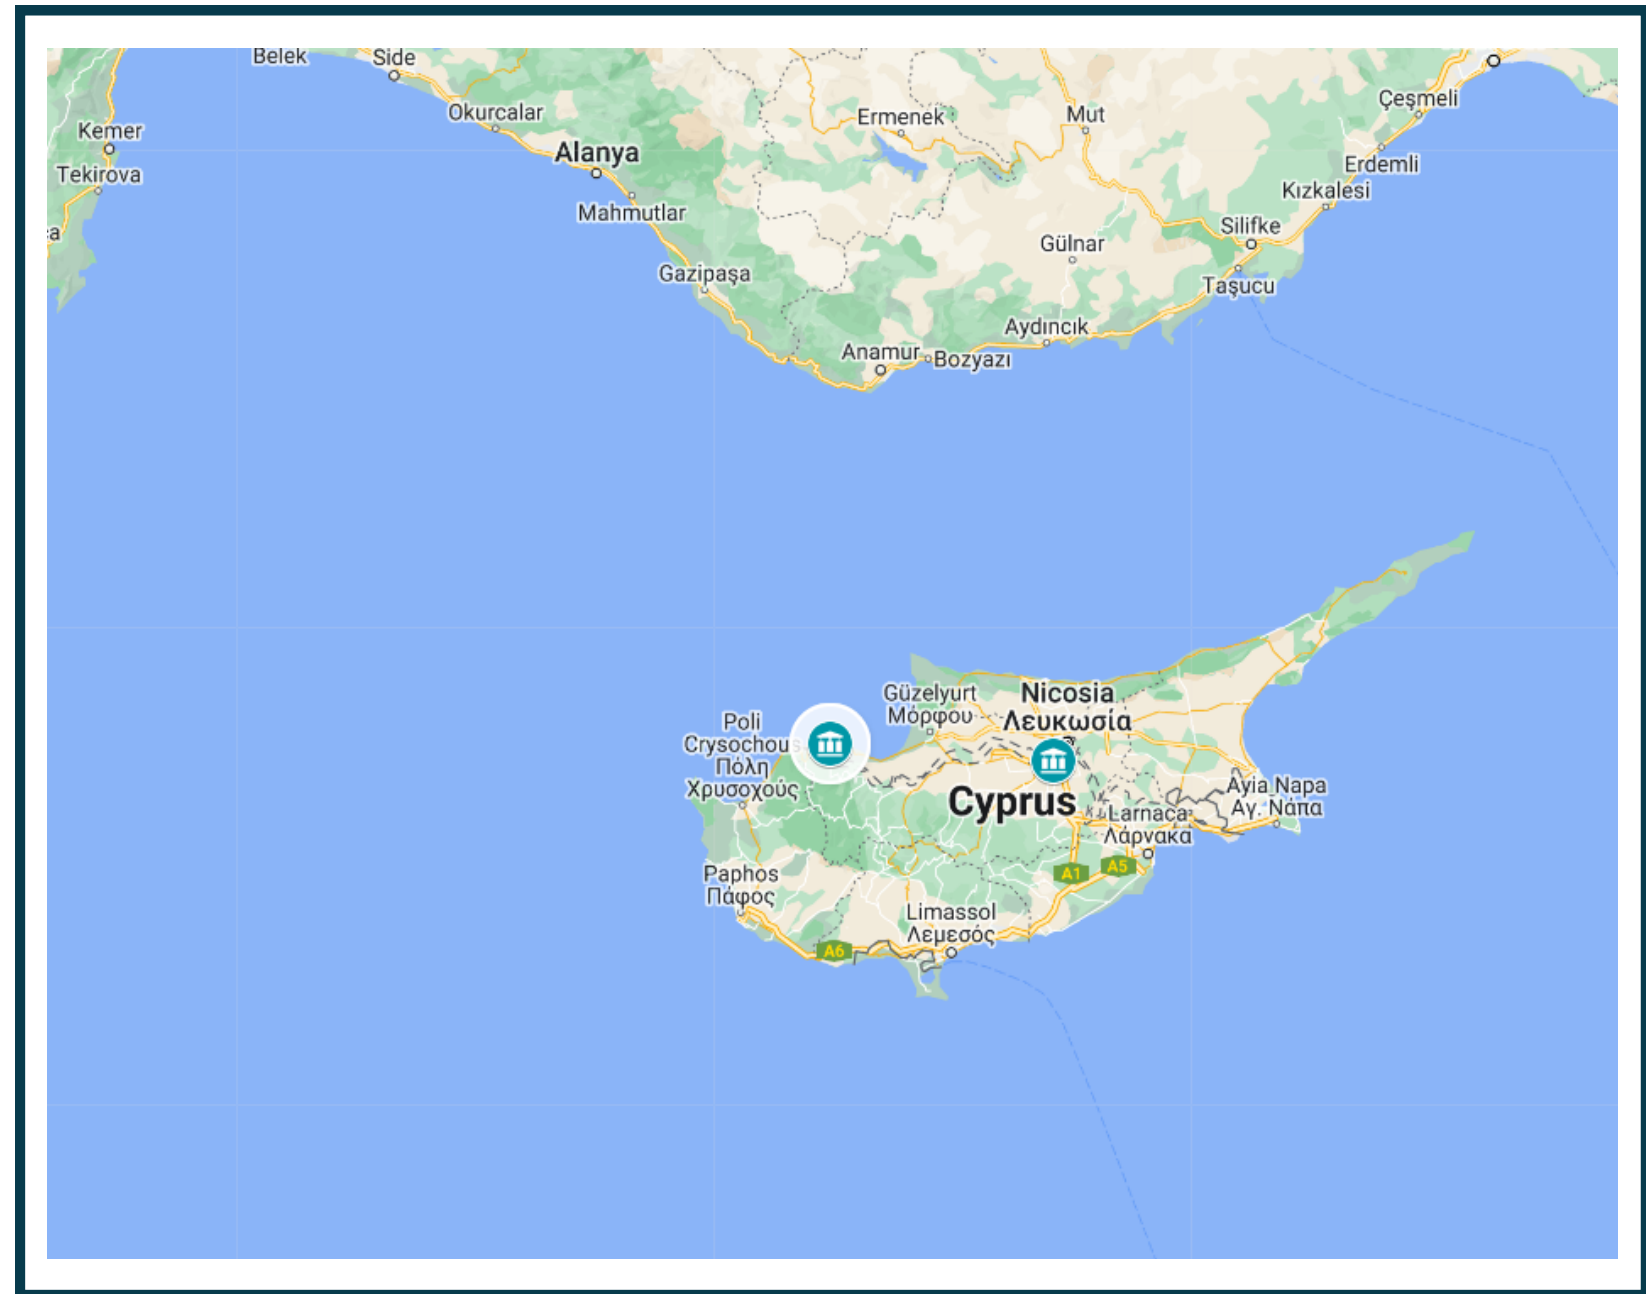 Belek
Side
Okurcalar
Kemer
Tekirova
Alanya
Mahmutlar
Gazipaşa
Ermenek
Mut
Çeşmeli
Erdemli
Kızkalesi
Silifke
Gülnar
Taşucu
Aydıncık
Anamur
Bozyazı
Güzelyurt
Μόρφου
Nicosia
Λευκωσία
Poli
Crysochous
Πόλη
Χρυσοχούς
Cyprus
Ayia Napa
Αγ. Νάπα
Larnaca
Λάρνακα
A1
A5
Paphos
Πάφος
Limassol
Λεμεσός
A6